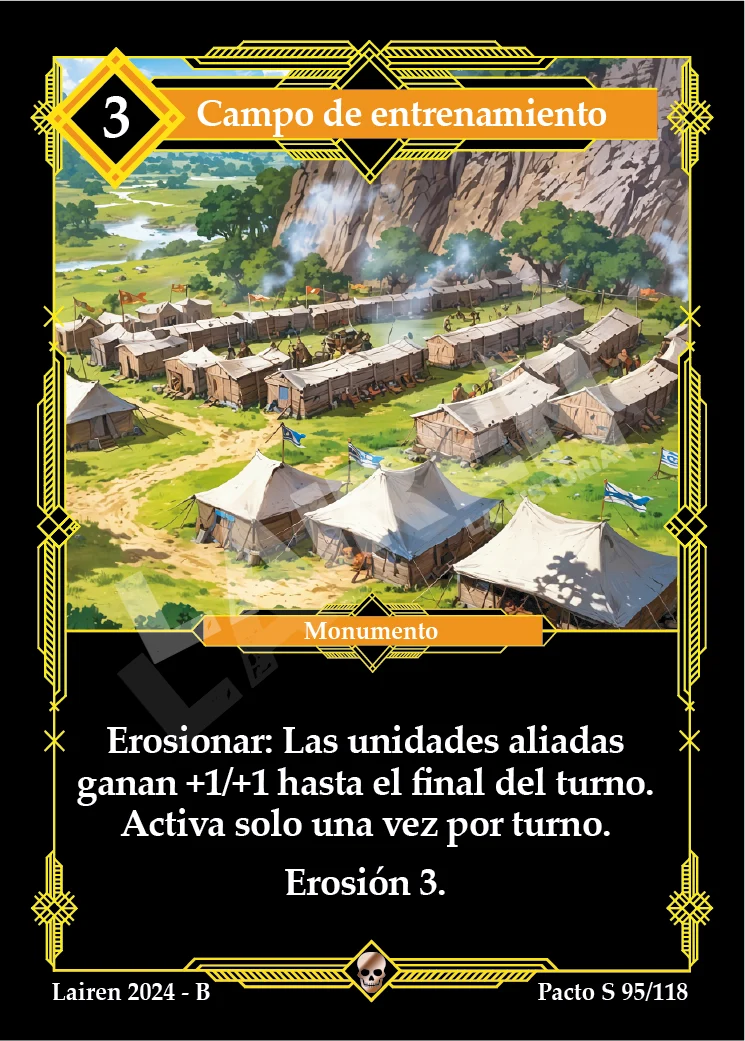 3
Campo de entrenamiento
Monumento
Erosionar: Las unidades aliadas
ganan +1/+1 hasta el final del turno.
Activa solo una vez por turno.
Erosión 3.
Lairen 2024 - B
Pacto S 95/118